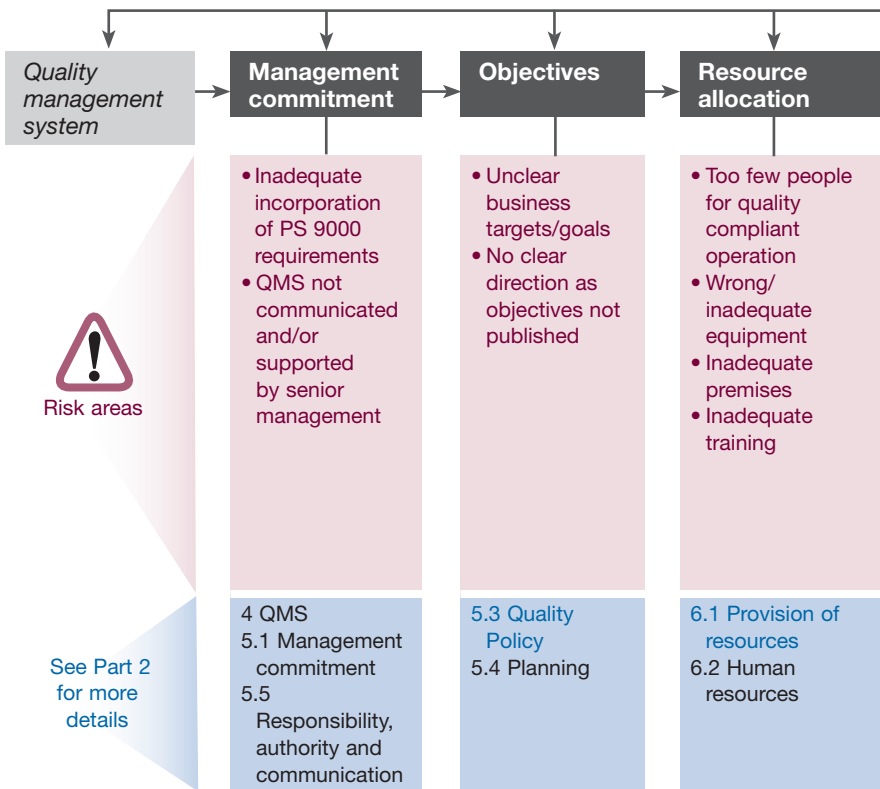 Quality
management
system
Management
commitment
Objectives
Resource
allocation
Risk areas
• Inadequate
incorporation
of PS 9000
requirements
• QMS not
communicated
and/or
supported
by senior
management
• Unclear
business
targets/goals
• No clear
direction as
objectives not
published
• Too few people
for quality
compliant
operation
• Wrong/
inadequate
equipment
• Inadequate
premises
• Inadequate
training
See Part 2
for more
details
4 QMS
5.1 Management
commitment
5.5
Responsibility,
authority and
communication
5.3 Quality
Policy
5.4 Planning
6.1 Provision of
resources
6.2 Human
resources